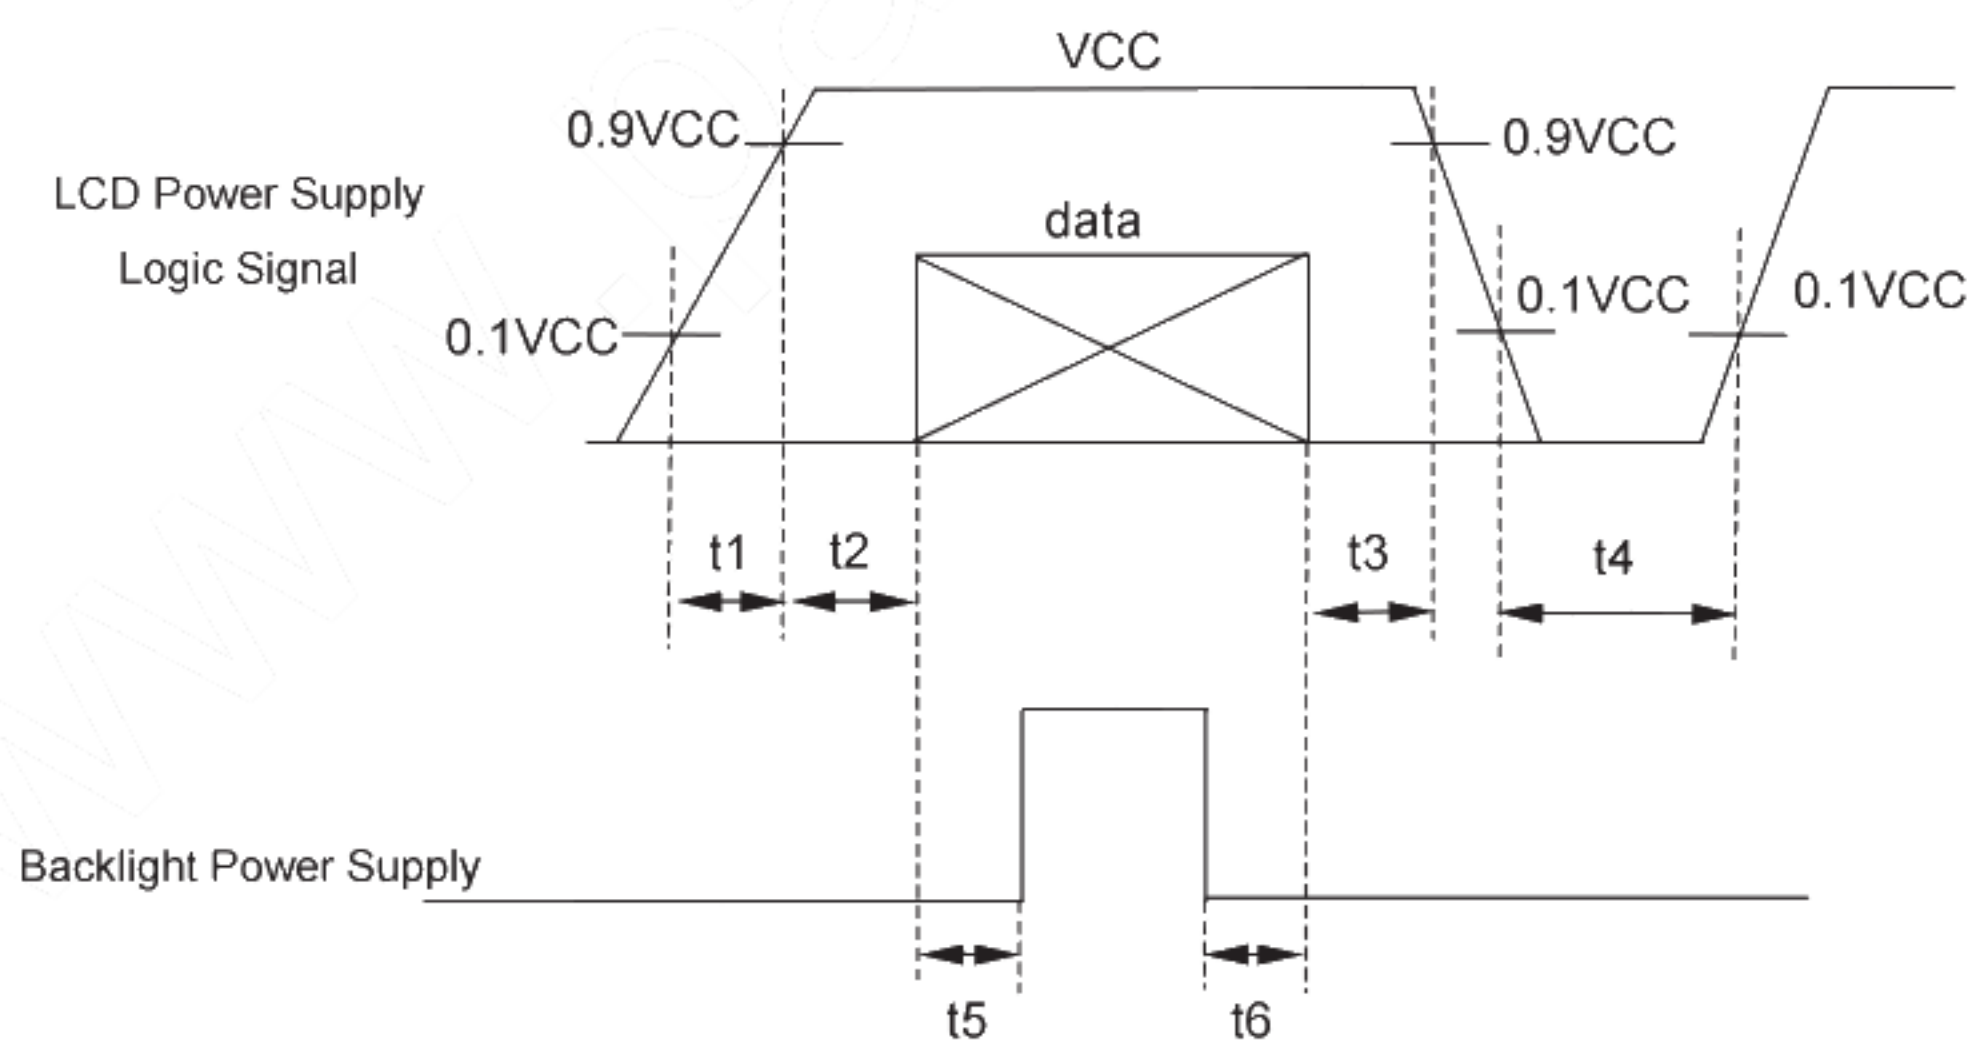 VCC
0.9VCC
0.9VCC
LCD Power Supply
data
Logic Signal
0.1VCC
0.1VCC
0.1VCC
t1
t2
t3
t4
Backlight Power Supply
t5
t6